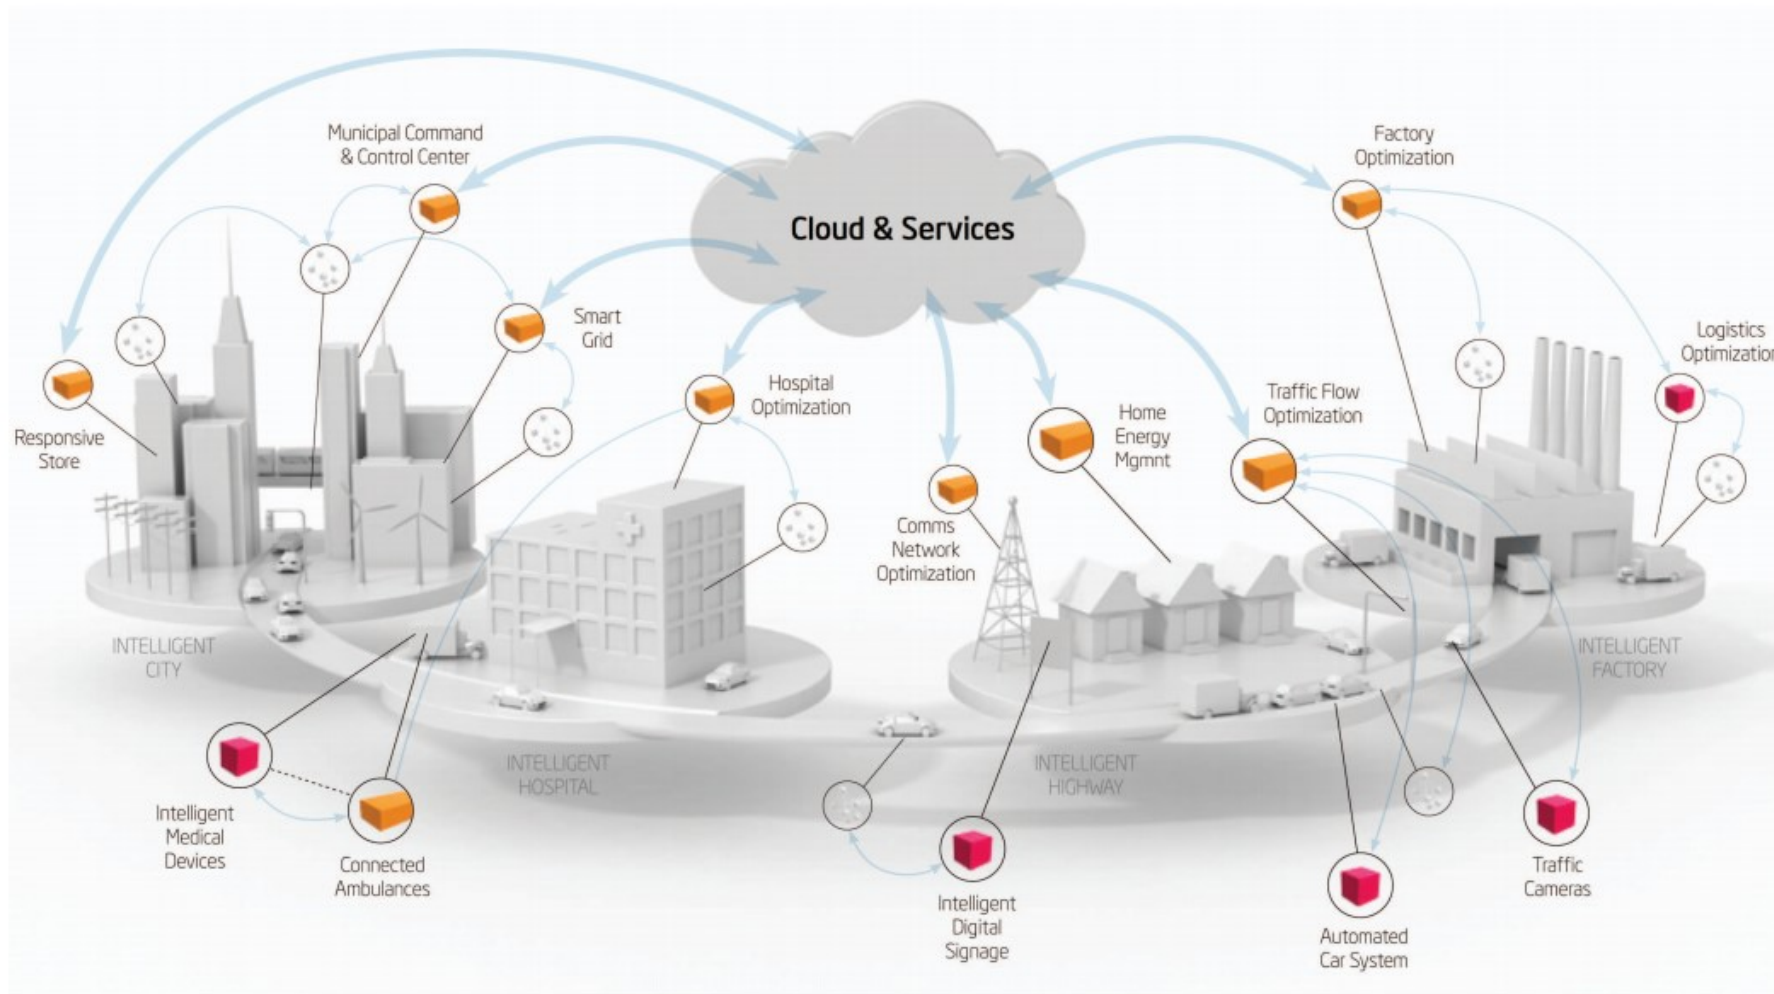 Municipal Command
& Control Center
Factory
Optimization
Cloud & Services
Smart
Grid
Logistics
Optimization
Hospital
Optimization
Traffic Flow
Optimization
Home
Energy
Mgmnt
Responsive
Store
Comms
Network
Optimization
INTELLIGENT
CITY
INTELLIGENT
FACTORY
INTELLIGENT
HOSPITAL
INTELLIGENT
HIGHWAY
Intelligent
Medical
Devices
Connected
Ambulances
Traffic
Cameras
Intelligent
Digital
Signage
Automated
Car System